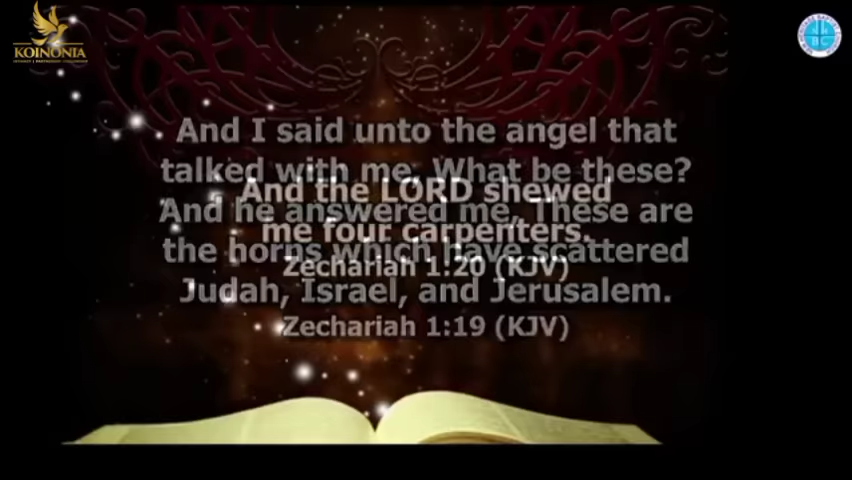 KOINONIA
And I said unto the angel that
talked with me, What be these?
And he answered me, These are
the horns which have scattered
Judah, Israel, and Jerusalem.
Zechariah 1:19 (KJV)
And the LORD shewed
me four carpenters.
Zechariah 1:20 (KJV)